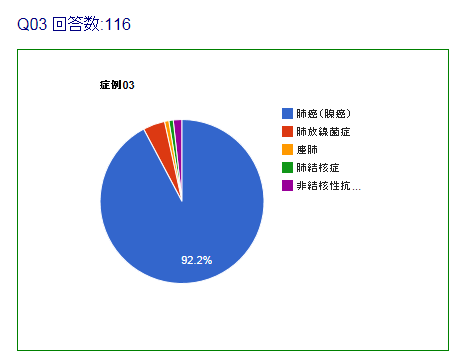 Q03 回答数:116
症例03
肺癌(腺癌)
肺放線菌症
塵肺
肺結核症
非結核性抗...
92.2%